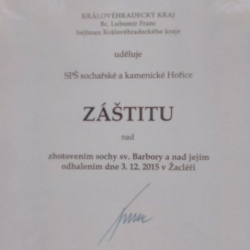 KRÁLOVÉHRADECKÝ KRAJ
Bc. Lubomír Franc
hejtman Královéhradeckého kraje
uděluje
SPŠ sochařské a kamenické Hořice
ZÁŠTITU
nad
zhotovením sochy sv. Barbory a nad jejím
odhalením dne 3. 12. 2015 v Žacléři